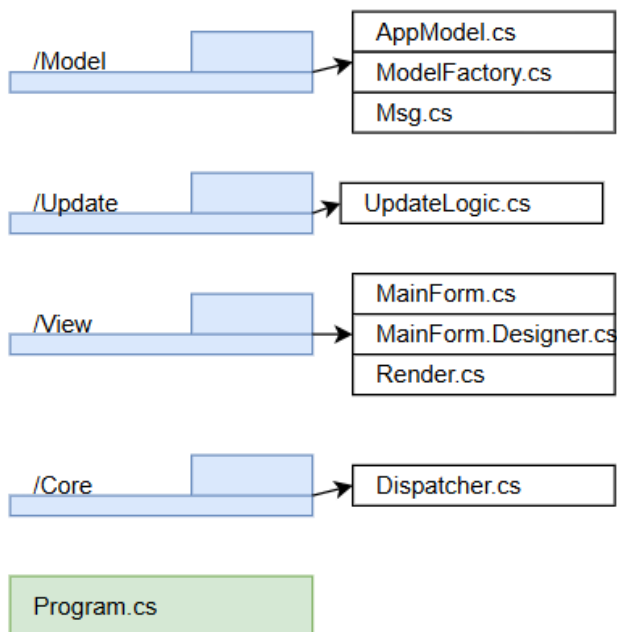 /Model
AppModel.cs
ModelFactory.cs
Msg.cs
/Update
UpdateLogic.cs
/View
MainForm.cs
MainForm.Designer.cs
Render.cs
/Core
Dispatcher.cs
Program.cs